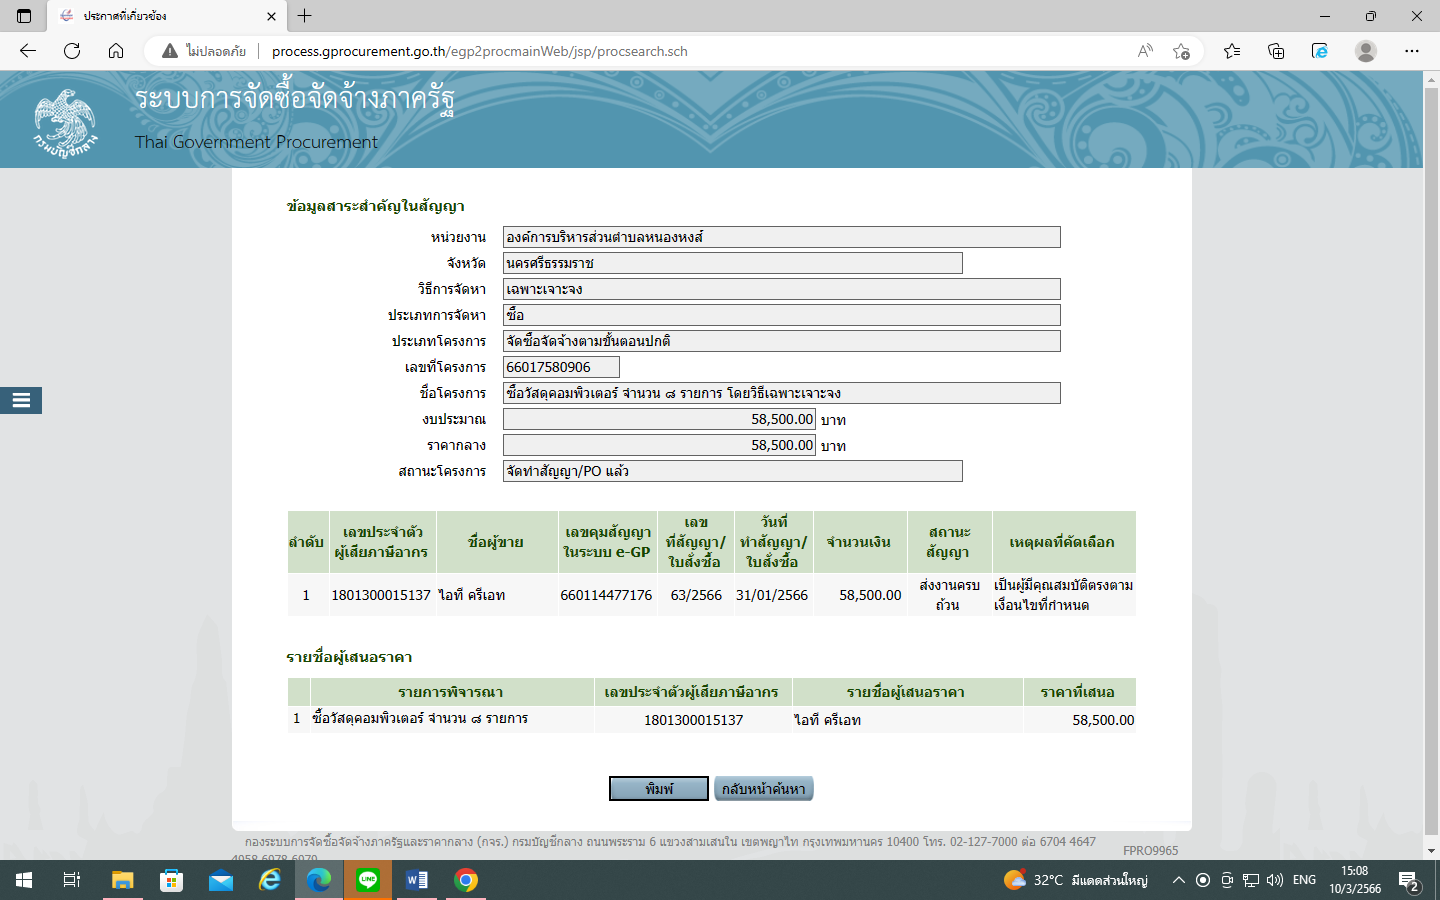 ประกาศที่เกี่ยวข้อง
ไม่ปลอดภัย
process.gprocurement.go.th/egp2procmainWeb/jsp/procsearch.sch
ระบบการจัดซื้อจัดจ้างภาครัฐ
Thai Government Procurement
กรมบัญชีกลาง
ข้อมูลสาระสำคัญในสัญญา
หน่วยงาน องค์การบริหารส่วนตำบลหนองหงส์
จังหวัด นครศรีธรรมราช
วิธีการจัดหา เฉพาะเจาะจง
ประเภทการจัดหา ซื้อ
ประเภทโครงการ จัดซื้อจัดจ้างตามขั้นตอนปกติ
เลขที่โครงการ 66017580906
ชื่อโครงการ ซื้อวัสดุคอมพิวเตอร์ จำนวน ๘ รายการ โดยวิธีเฉพาะเจาะจง
งบประมาณ 58,500.00 บาท
ราคากลาง 58,500.00 บาท
สถานะโครงการ จัดทำสัญญา/PO แล้ว
ลำดับ เลขประจำตัวผู้เสียภาษีอากร ชื่อผู้ขาย เลขคุมสัญญาในระบบ e-GP เลขที่สัญญา/ใบสั่งซื้อ วันที่ทำสัญญา/ใบสั่งซื้อ จำนวนเงิน สถานะสัญญา เหตุผลที่คัดเลือก
1 1801300015137 ไอที ครีเอท 660114477176 63/2566 31/01/2566 58,500.00 ส่งงานครบถ้วน เป็นผู้มีคุณสมบัติตรงตามเงื่อนไขที่กำหนด
รายชื่อผู้เสนอราคา
รายการพิจารณา เลขประจำตัวผู้เสียภาษีอากร รายชื่อผู้เสนอราคา ราคาที่เสนอ
1 ซื้อวัสดุคอมพิวเตอร์ จำนวน ๘ รายการ 1801300015137 ไอที ครีเอท 58,500.00
พิมพ์ กลับหน้าค้นหา
กองระบบการจัดซื้อจัดจ้างภาครัฐและราคากลาง (กจร.) กรมบัญชีกลาง ถนนพระราม 6 แขวงสามเสนใน เขตพญาไท กรุงเทพมหานคร 10400 โทร. 02-127-7000 ต่อ 6704 4647
4958 6978 6979
FPRO9965
LINE
32°C มีแดดส่วนใหญ่
ENG
15:08
10/3/2566
2